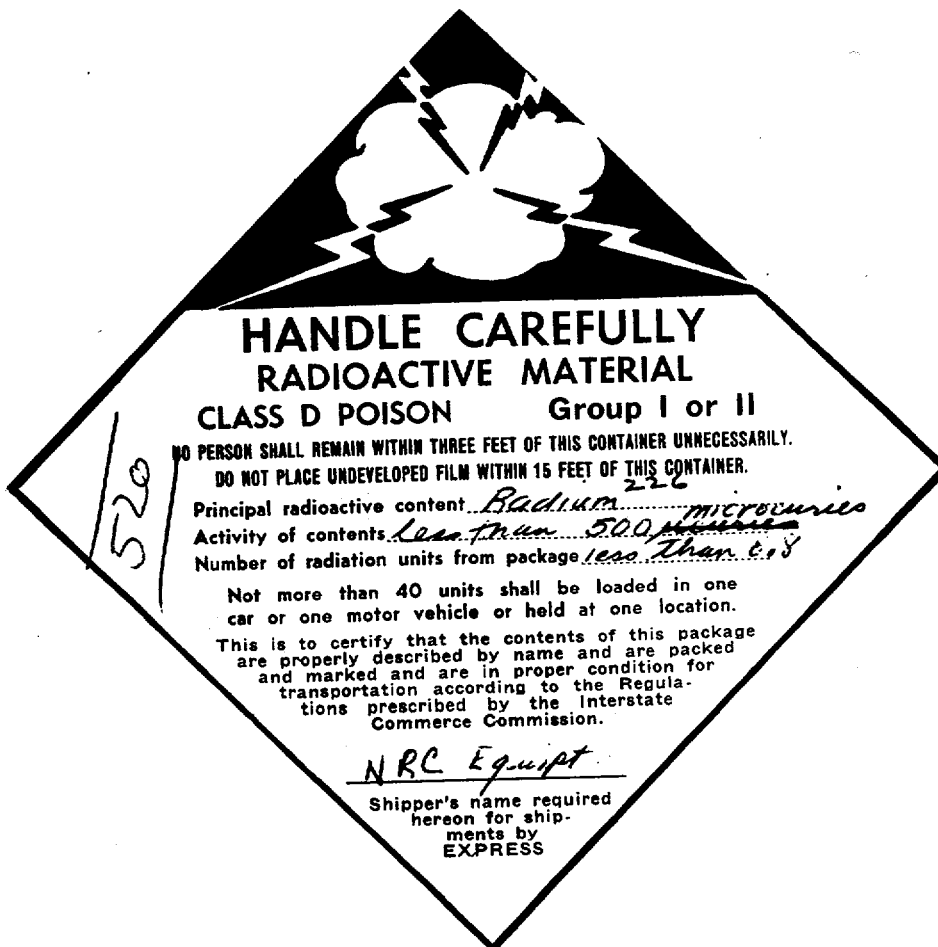 HANDLE CAREFULLY
RADIOACTIVE MATERIAL
CLASS D POISON Group I or II
NO PERSON SHALL REMAIN WITHIN THREE FEET OF THIS CONTAINER UNNECESSARILY.
DO NOT PLACE UNDEVELOPED FILM WITHIN 15 FEET OF THIS CONTAINER.
Principal radioactive content Radium 226
Activity of contents less than 500 microcuries
Number of radiation units from package less than
Not more than 40 units shall be loaded in one
car or one motor vehicle or held at one location.
This is to certify that the contents of this package
are properly described by name and are packed
and marked and are in proper condition for
transportation according to the Regula-
tions prescribed by the Interstate
Commerce Commission.
NRC Equipt.
Shipper's name required
hereon for ship-
ments by
EXPRESS
520